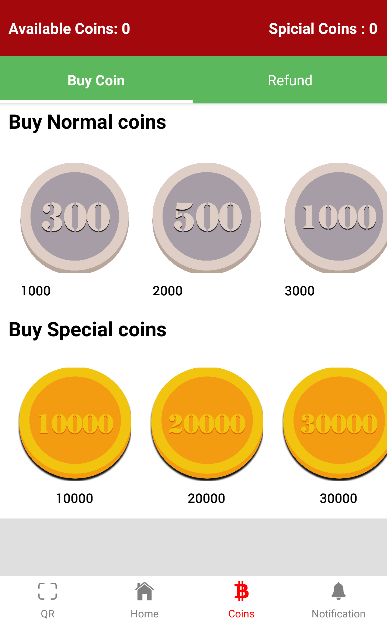 Available Coins: 0 Spicial Coins : 0
Buy Coin Refund
Buy Normal coins
300 500 1000
1000 2000 3000
Buy Special coins
10000 20000 30000
10000 20000 30000
QR Home Coins Notification